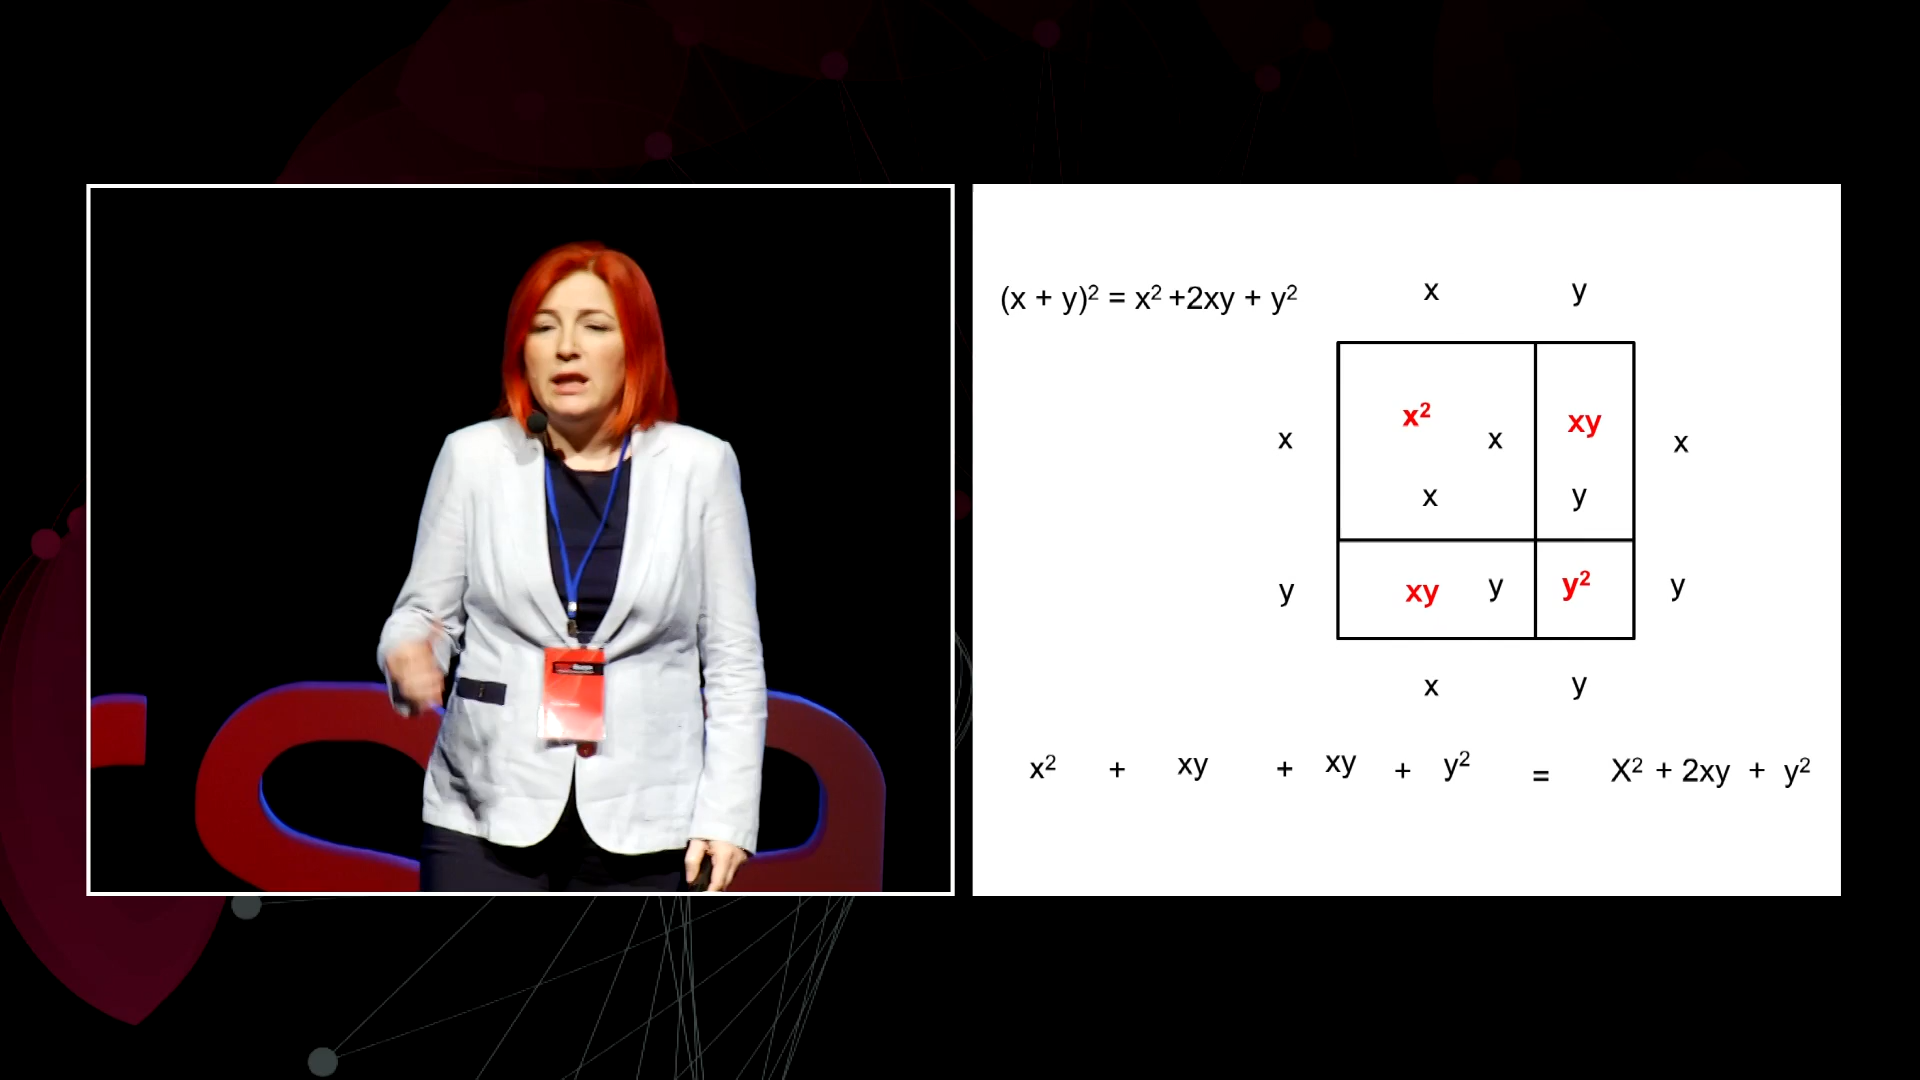 (x + y)² = x² +2xy + y²
x y
x² xy
x x x
x y
y xy y y² y
x y
x² + xy + xy + y² = X² + 2xy + y²